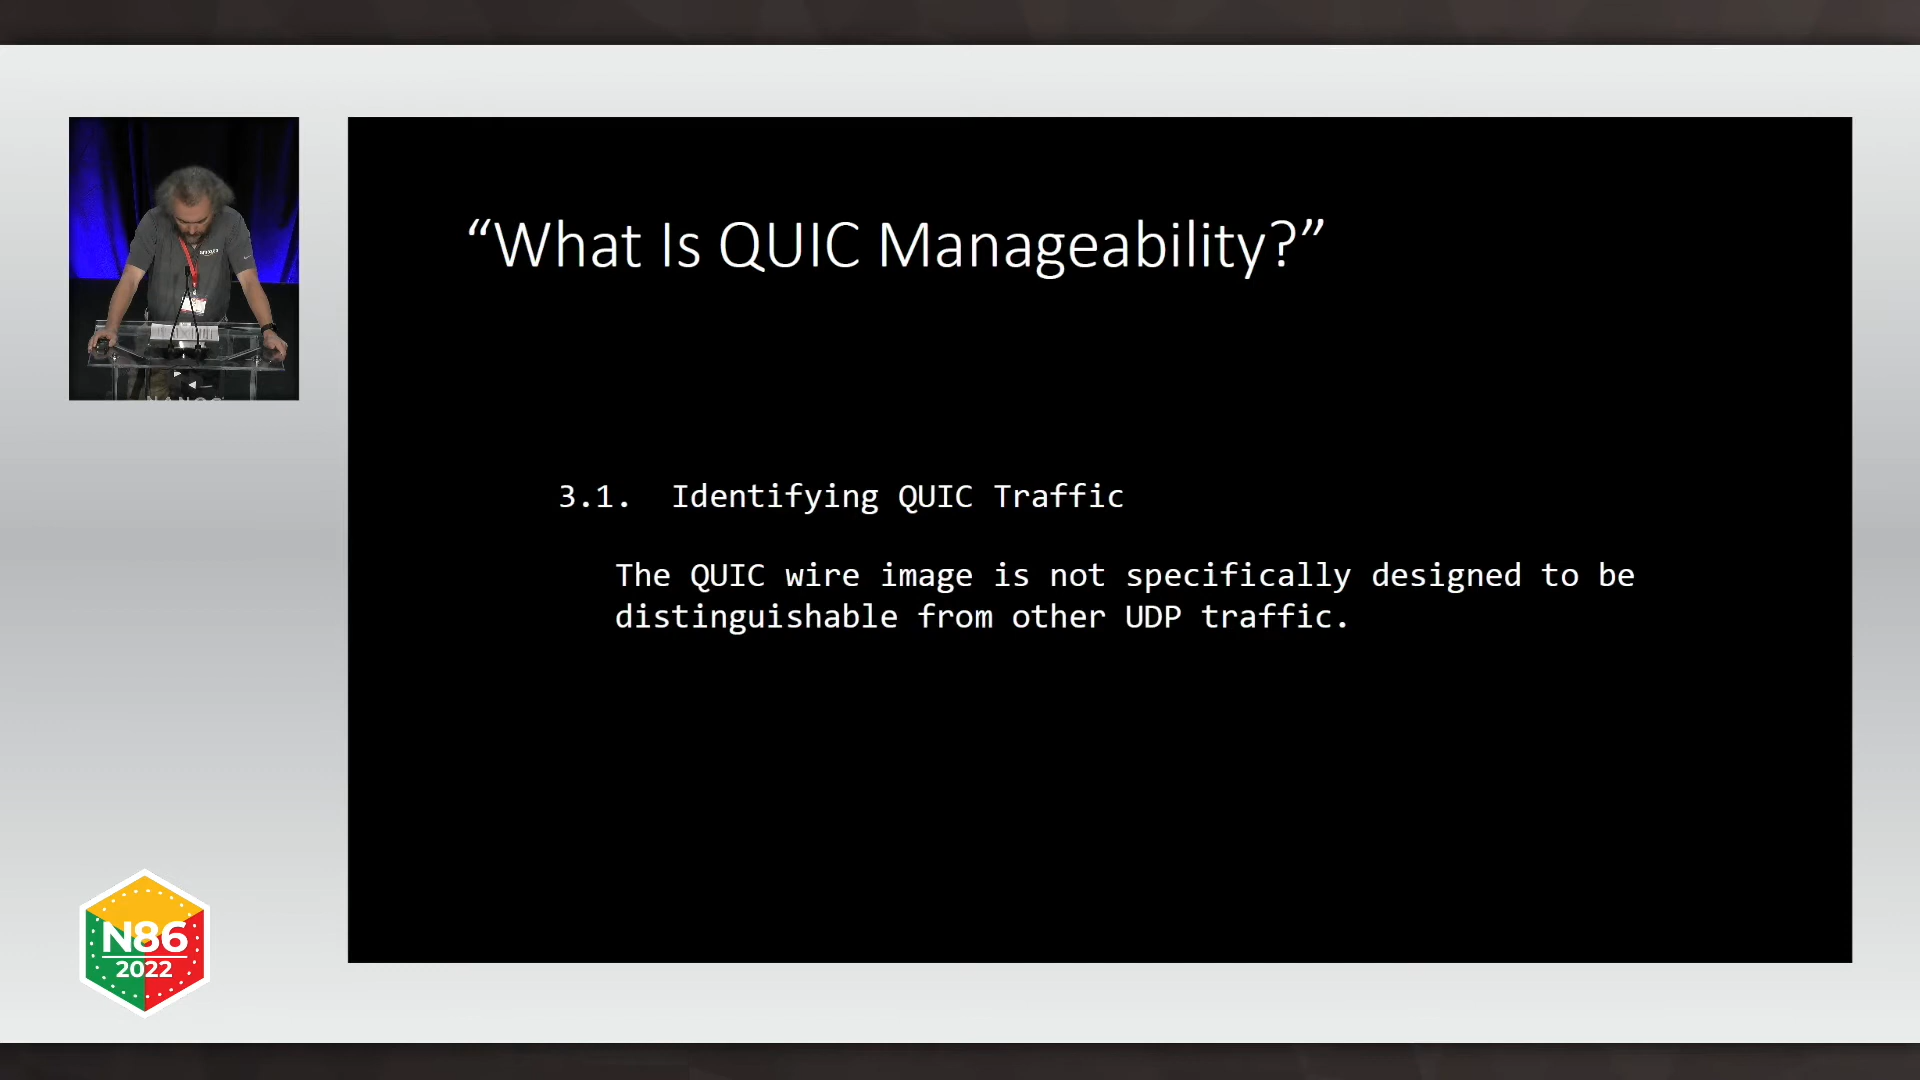 “What Is QUIC Manageability?”
3.1. Identifying QUIC Traffic
The QUIC wire image is not specifically designed to be
distinguishable from other UDP traffic.
N86
2022